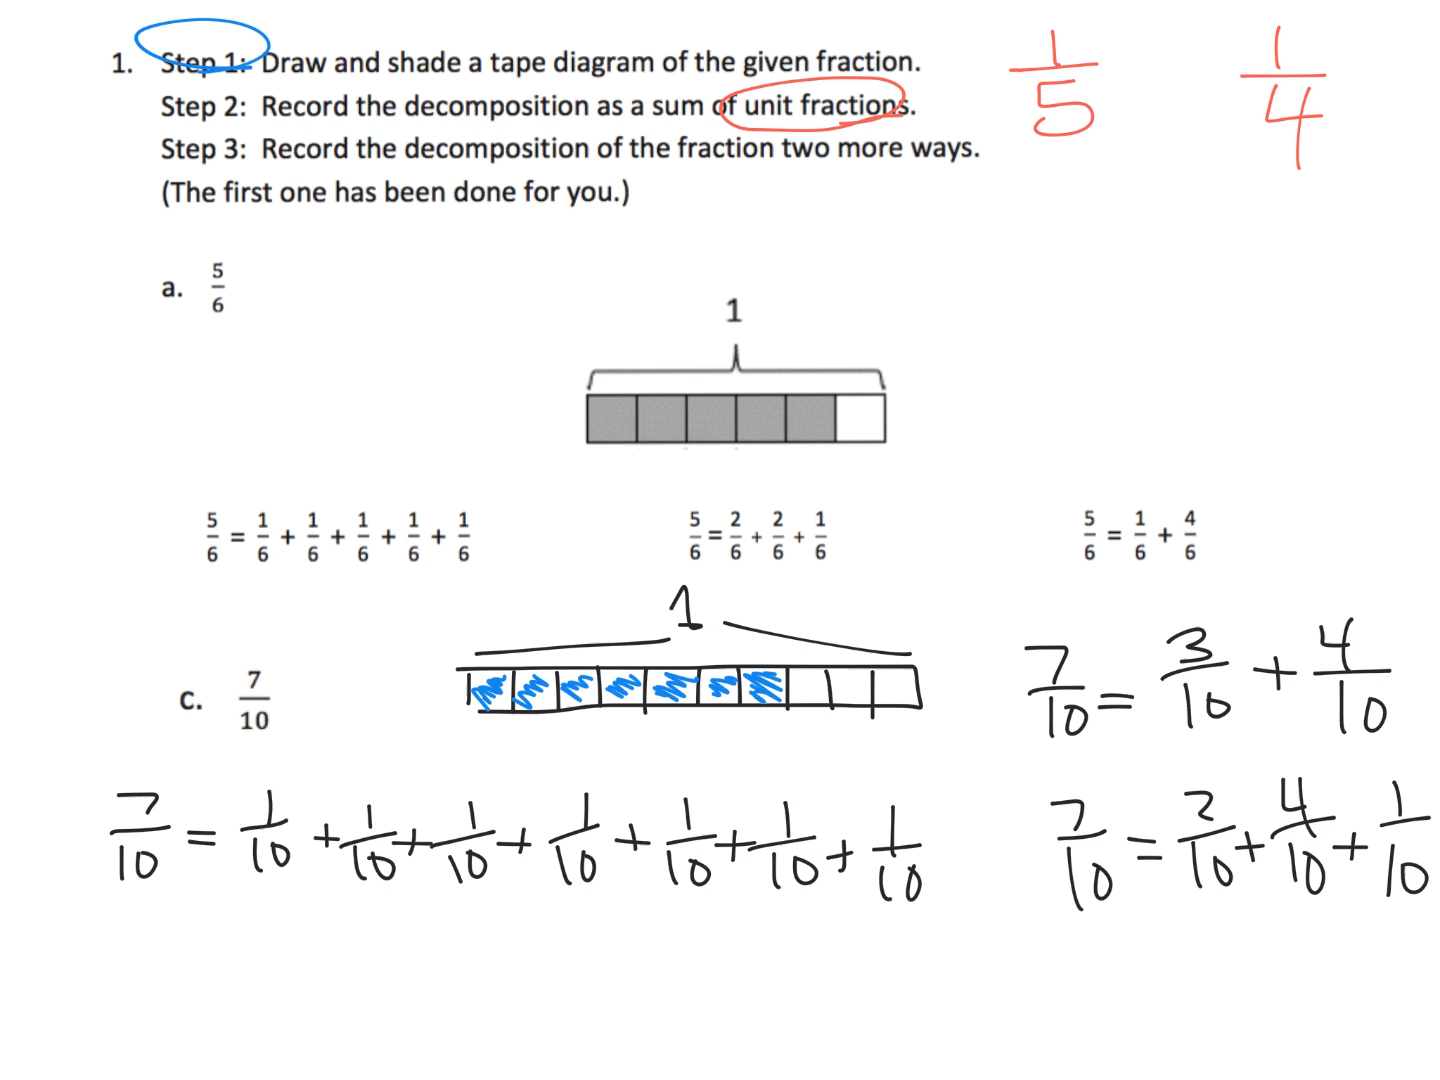 1. Step 1: Draw and shade a tape diagram of the given fraction.
Step 2: Record the decomposition as a sum of unit fractions.
Step 3: Record the decomposition of the fraction two more ways.
(The first one has been done for you.)
1/5 1/4
a. 5/6
1
5/6 = 1/6 + 1/6 + 1/6 + 1/6 + 1/6
5/6 = 2/6 + 2/6 + 1/6
5/6 = 1/6 + 4/6
1
c. 7/10
7/10 = 3/10 + 4/10
7/10 = 1/10 + 1/10 + 1/10 + 1/10 + 1/10 + 1/10 + 1/10
7/10 = 2/10 + 4/10 + 1/10